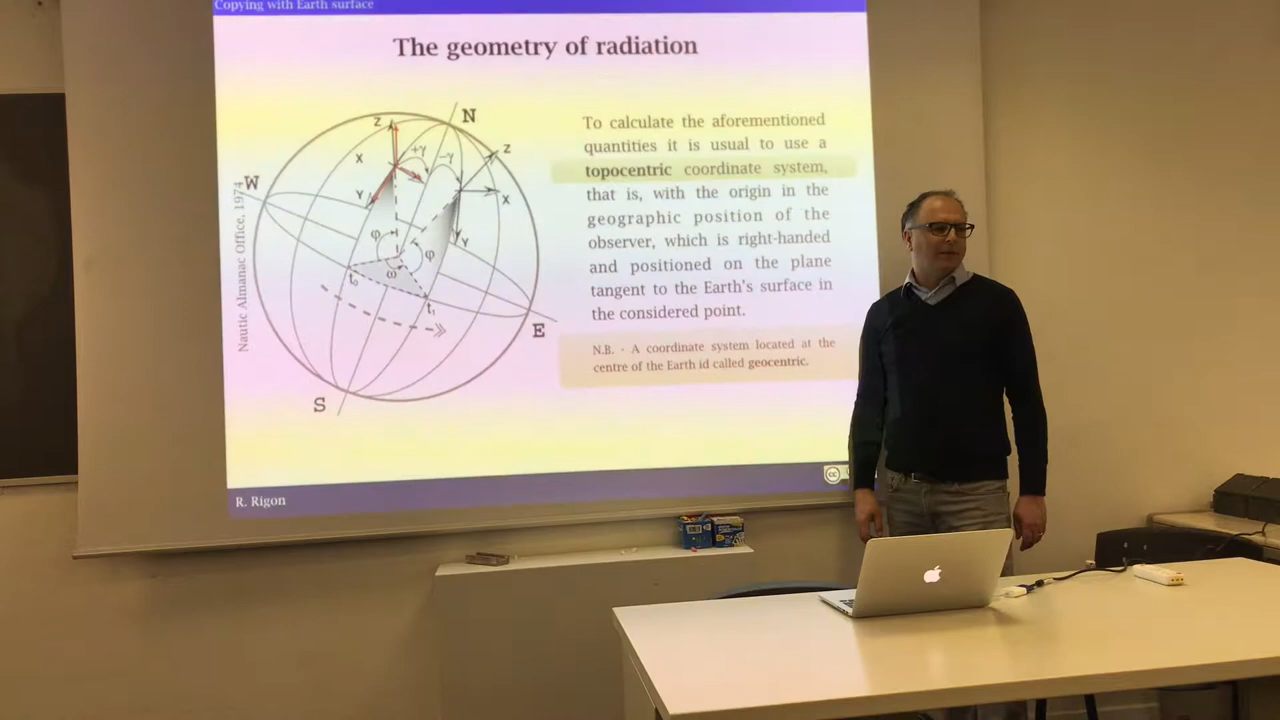 Copying with Earth surface
The geometry of radiation
N
Z
+γ
-γ
Z
X
W
Y
X
Y
φ
φ
ω
t₀
t₁
E
S
Nautic Almanac Office, 1974
To calculate the aforementioned
quantities it is usual to use a
topocentric coordinate system,
that is, with the origin in the
geographic position of the
observer, which is right-handed
and positioned on the plane
tangent to the Earth's surface in
the considered point.
N.B. - A coordinate system located at the
centre of the Earth id called geocentric.
R. Rigon
cc